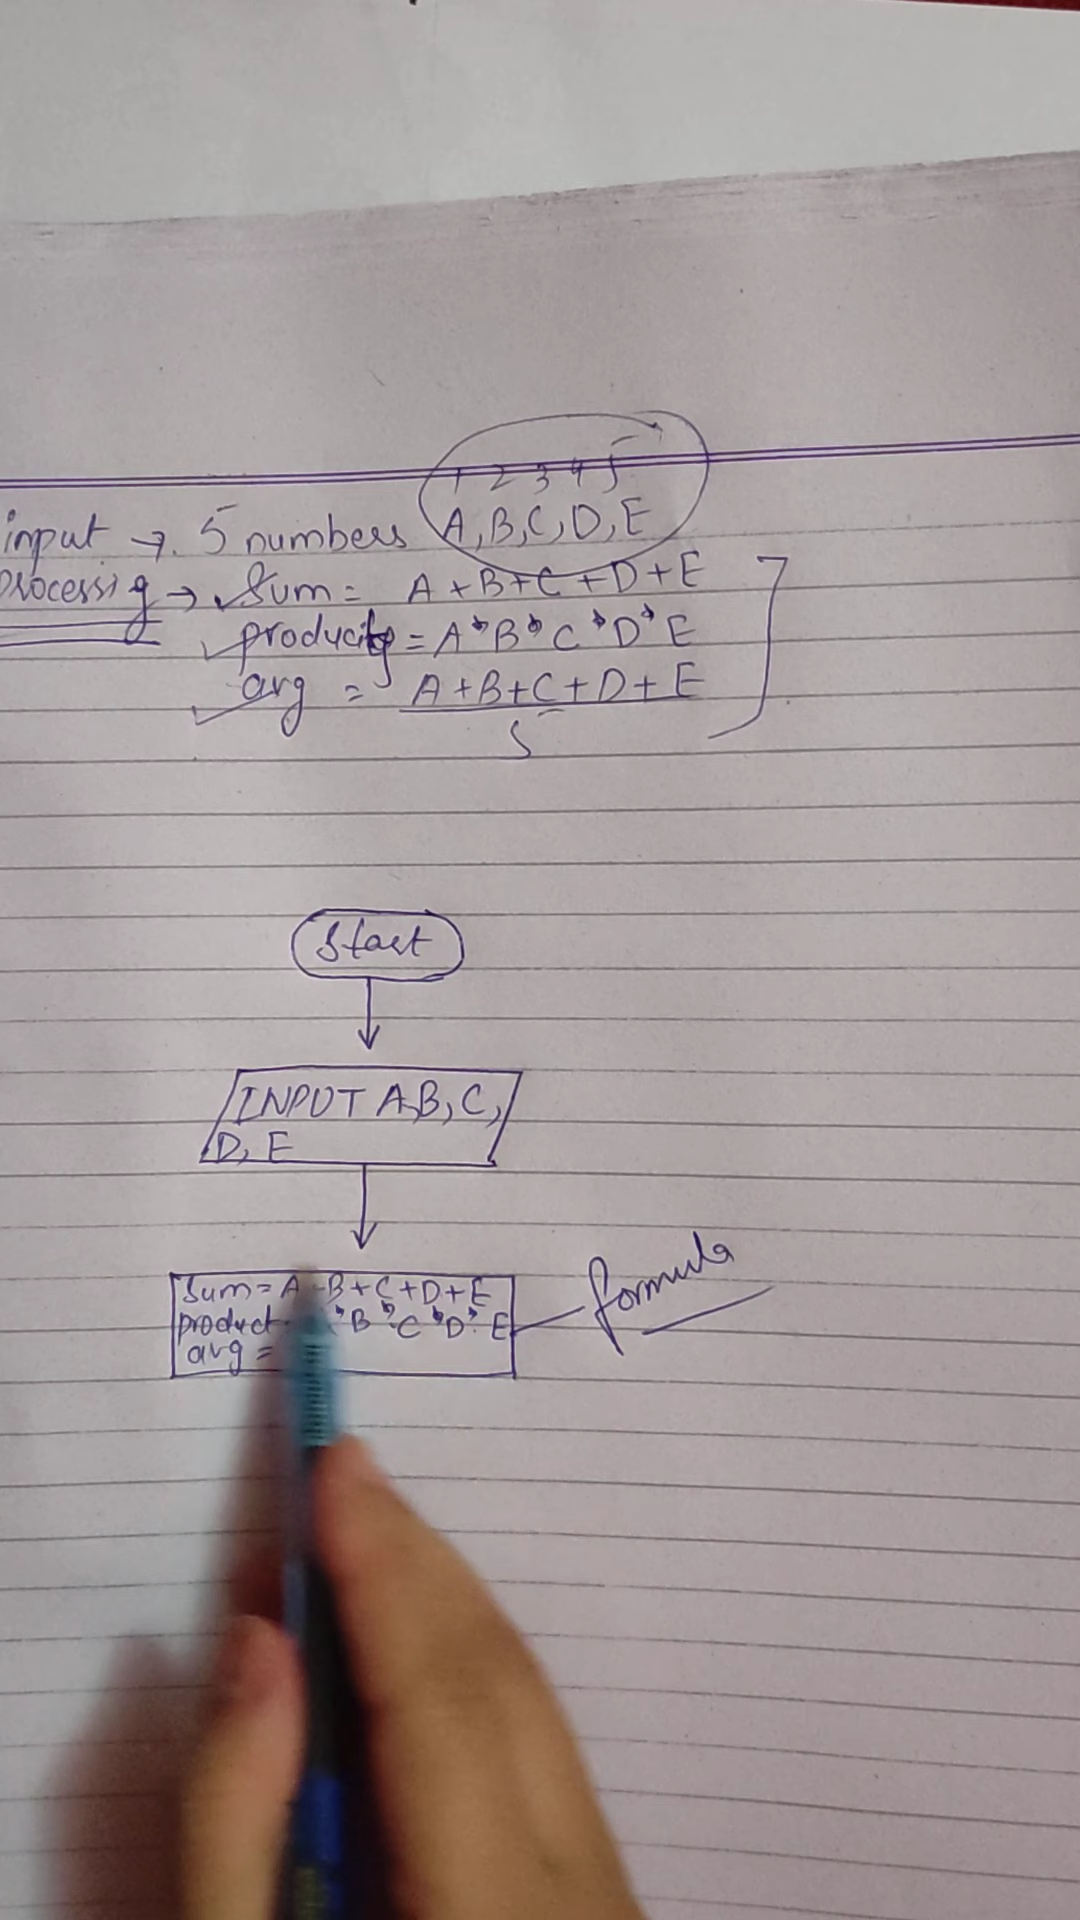 1 2 3 4 5
input → 5 numbers A, B, C, D, E
processing → Sum = A + B + C + D + E
product = A * B * C * D * E
avg = A + B + C + D + E
5
Start
INPUT A,B, C,
D, E
Sum = A B + C + D + E
product B * C * D * E
avg =
formula